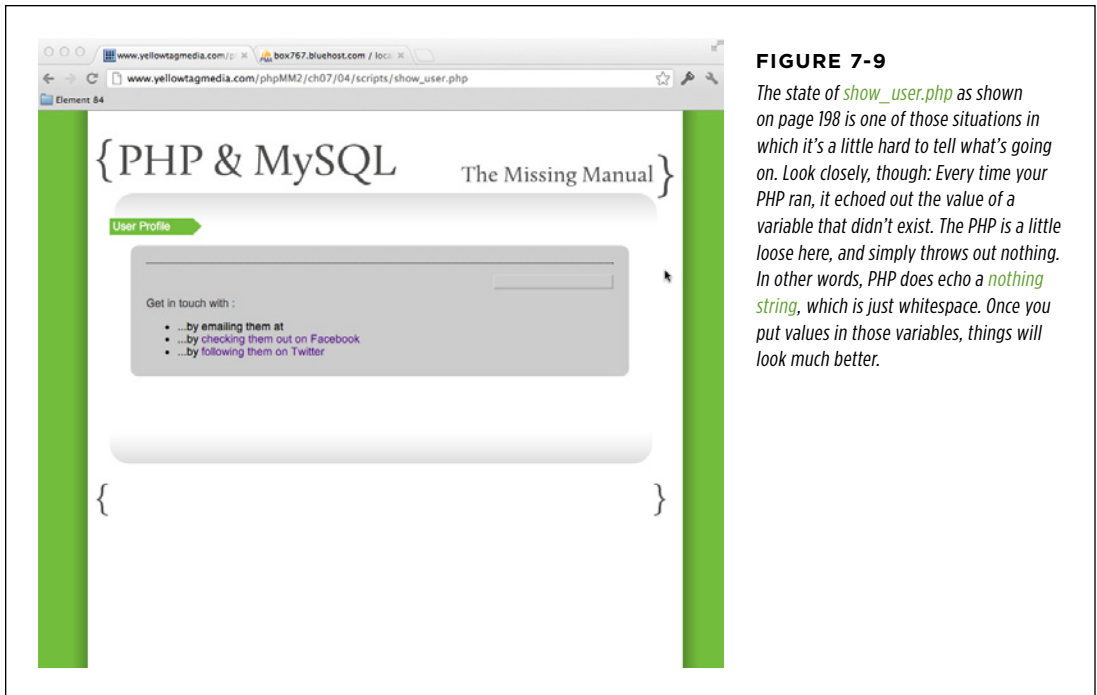 www.yellowtagmedia.com/p
box767.bluehost.com / loca
www.yellowtagmedia.com/phpMM2/ch07/04/scripts/show_user.php
Element 84
{PHP & MySQL
The Missing Manual}
User Profile
Get in touch with :
• ...by emailing them at
• ...by checking them out on Facebook
• ...by following them on Twitter
{ }
FIGURE 7-9
The state of show_user.php as shown
on page 198 is one of those situations in
which it's a little hard to tell what's going
on. Look closely, though: Every time your
PHP ran, it echoed out the value of a
variable that didn't exist. The PHP is a little
loose here, and simply throws out nothing.
In other words, PHP does echo a nothing
string, which is just whitespace. Once you
put values in those variables, things will
look much better.